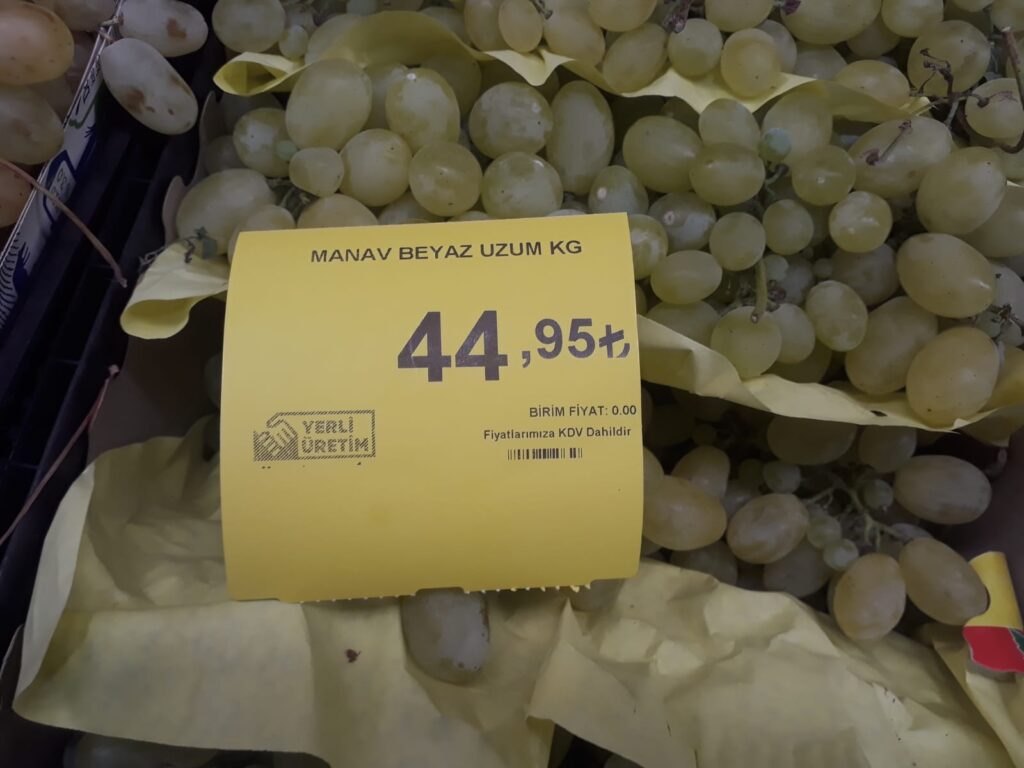 MANAV BEYAZ UZUM KG
44,95₺
BİRİM FİYAT: 0.00
Fiyatlarımıza KDV Dahildir
YERLİ
ÜRETİM